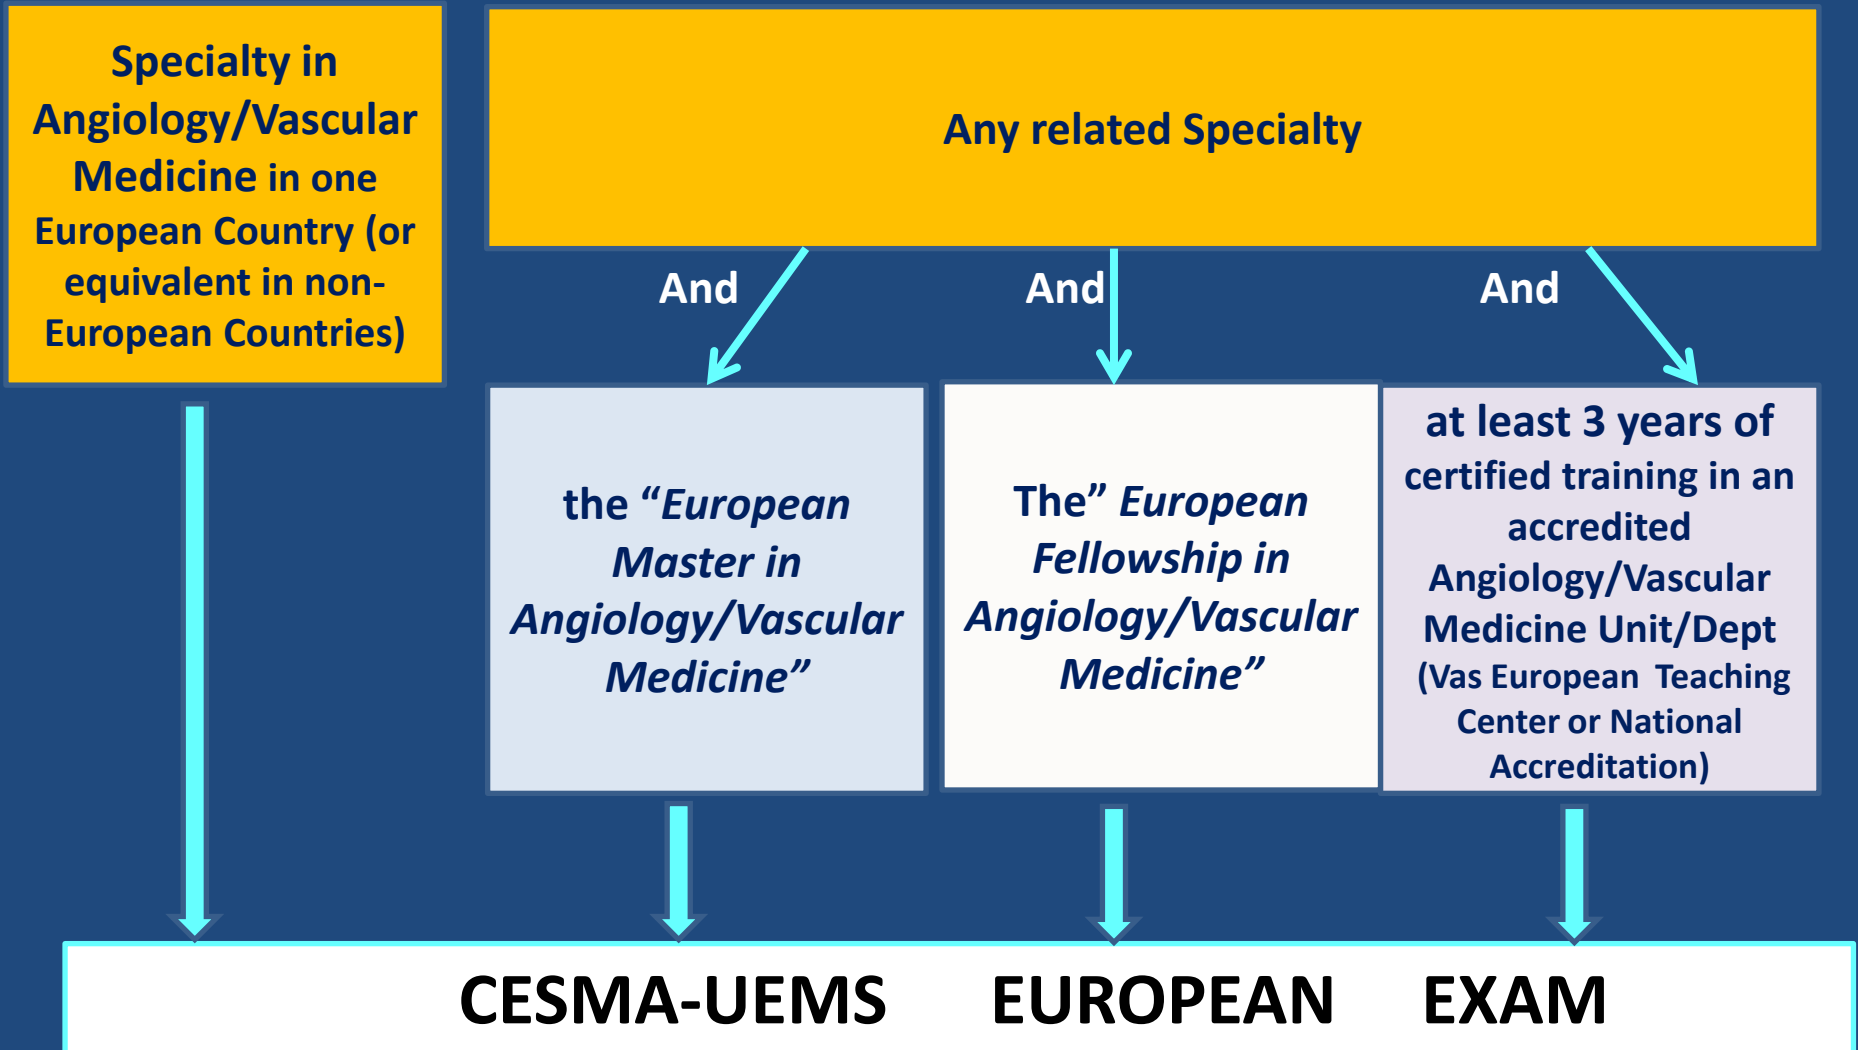 Specialty in
Angiology/Vascular
Medicine in one
European Country (or
equivalent in non-
European Countries)
Any related Specialty
And
And
And
the “European
Master in
Angiology/Vascular
Medicine”
The” European
Fellowship in
Angiology/Vascular
Medicine”
at least 3 years of
certified training in an
accredited
Angiology/Vascular
Medicine Unit/Dept
(Vas European Teaching
Center or National
Accreditation)
CESMA-UEMS EUROPEAN EXAM